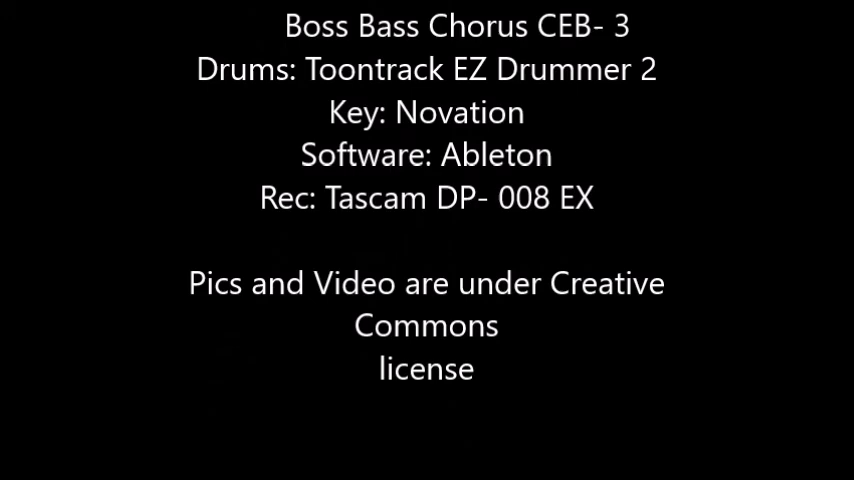 Boss Bass Chorus CEB- 3
Drums: Toontrack EZ Drummer 2
Key: Novation
Software: Ableton
Rec: Tascam DP- 008 EX
Pics and Video are under Creative
Commons
license